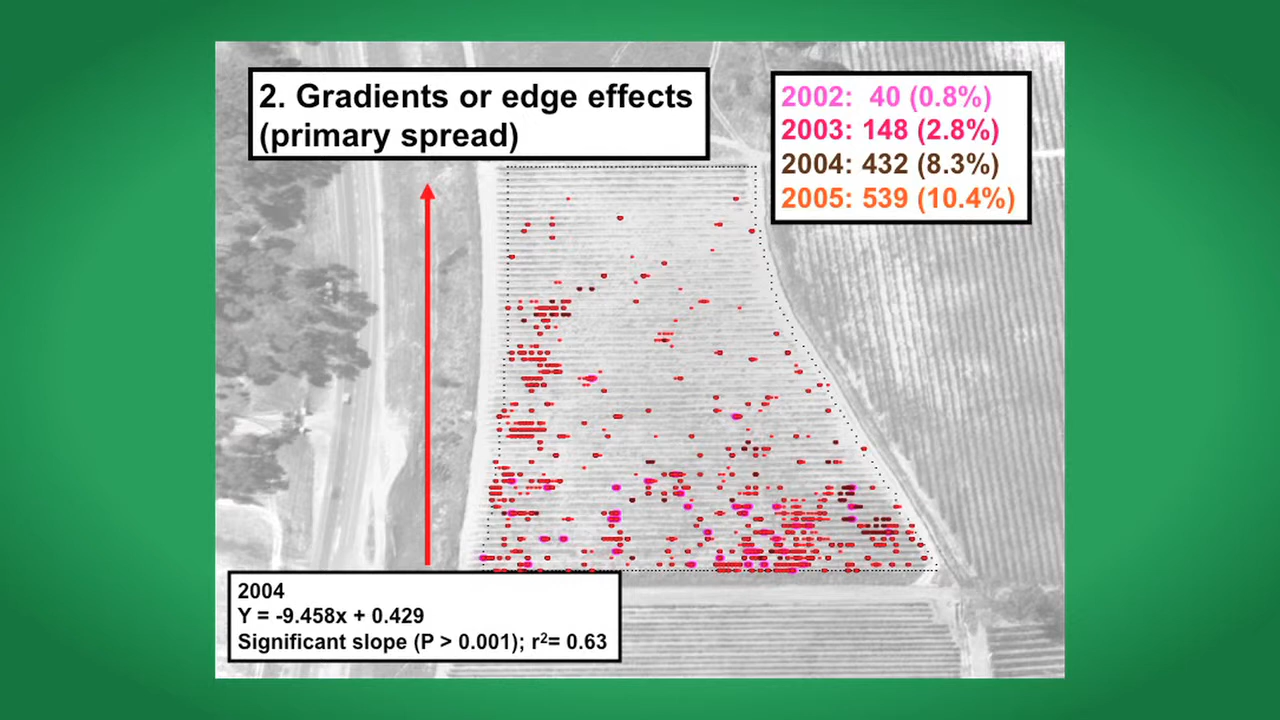 2. Gradients or edge effects
(primary spread)
2002: 40 (0.8%)
2003: 148 (2.8%)
2004: 432 (8.3%)
2005: 539 (10.4%)
2004
Y = -9.458x + 0.429
Significant slope (P > 0.001); r²= 0.63